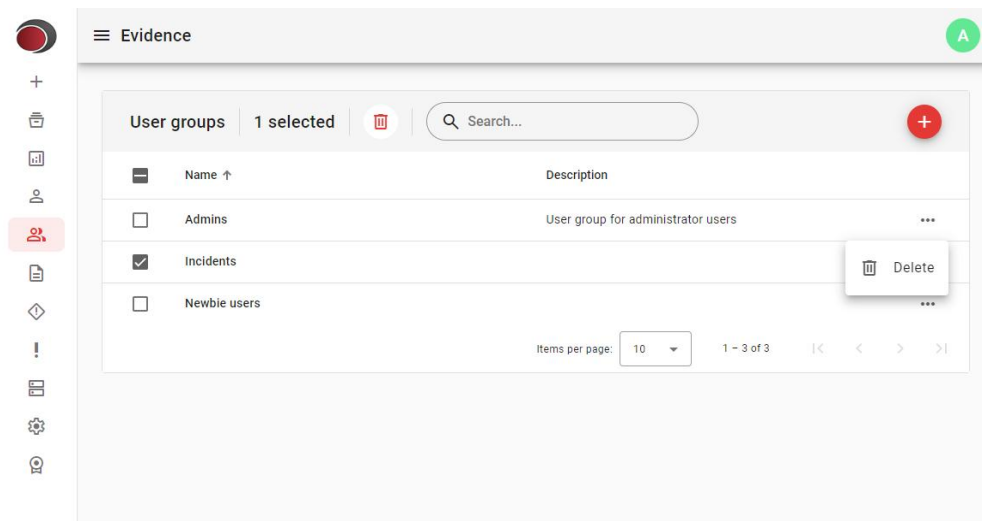 Evidence
A
User groups 1 selected Search...
Name Description
Admins User group for administrator users
Incidents
Delete
Newbie users
Items per page: 10 1 – 3 of 3